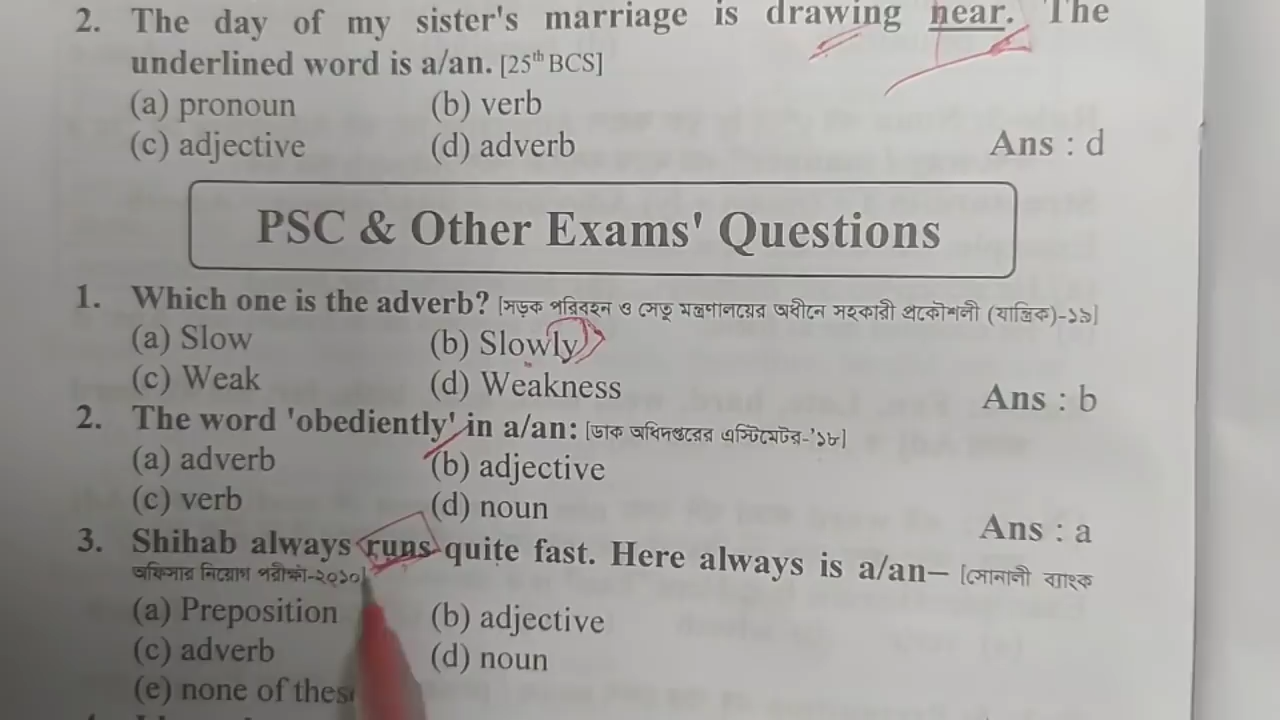 2. The day of my sister's marriage is drawing near. The
underlined word is a/an. [25th BCS]
(a) pronoun (b) verb
(c) adjective (d) adverb Ans : d
PSC & Other Exams' Questions
1. Which one is the adverb? [সড়ক পরিবহন ও সেতু মন্ত্রণালয়ের অধীনে সহকারী প্রকৌশলী (যান্ত্রিক)-১৯]
(a) Slow (b) Slowly
(c) Weak (d) Weakness Ans : b
2. The word 'obediently' in a/an: [ডাক অধিদপ্তরের এস্টিমেটর-'১৮]
(a) adverb (b) adjective
(c) verb (d) noun Ans : a
3. Shihab always runs quite fast. Here always is a/an– [সোনালী ব্যাংক
অফিসার নিয়োগ পরীক্ষা-২০১০]
(a) Preposition (b) adjective
(c) adverb (d) noun
(e) none of these